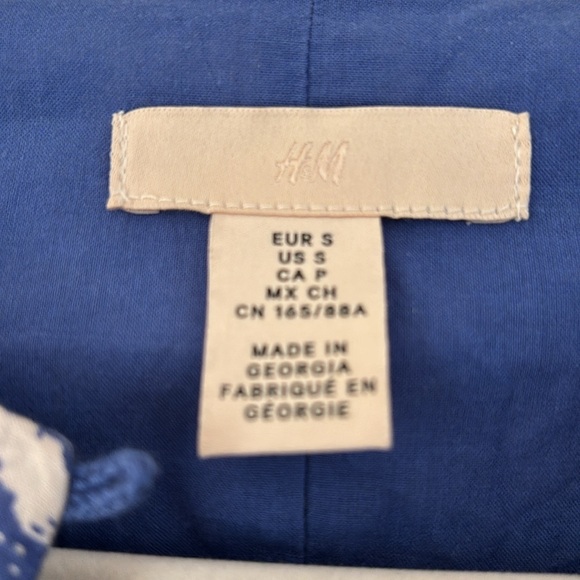 H&M
EUR S
US S
CA P
MX CH
CN 165/88A
MADE IN
GEORGIA
FABRIQUÉ EN
GÉORGIE